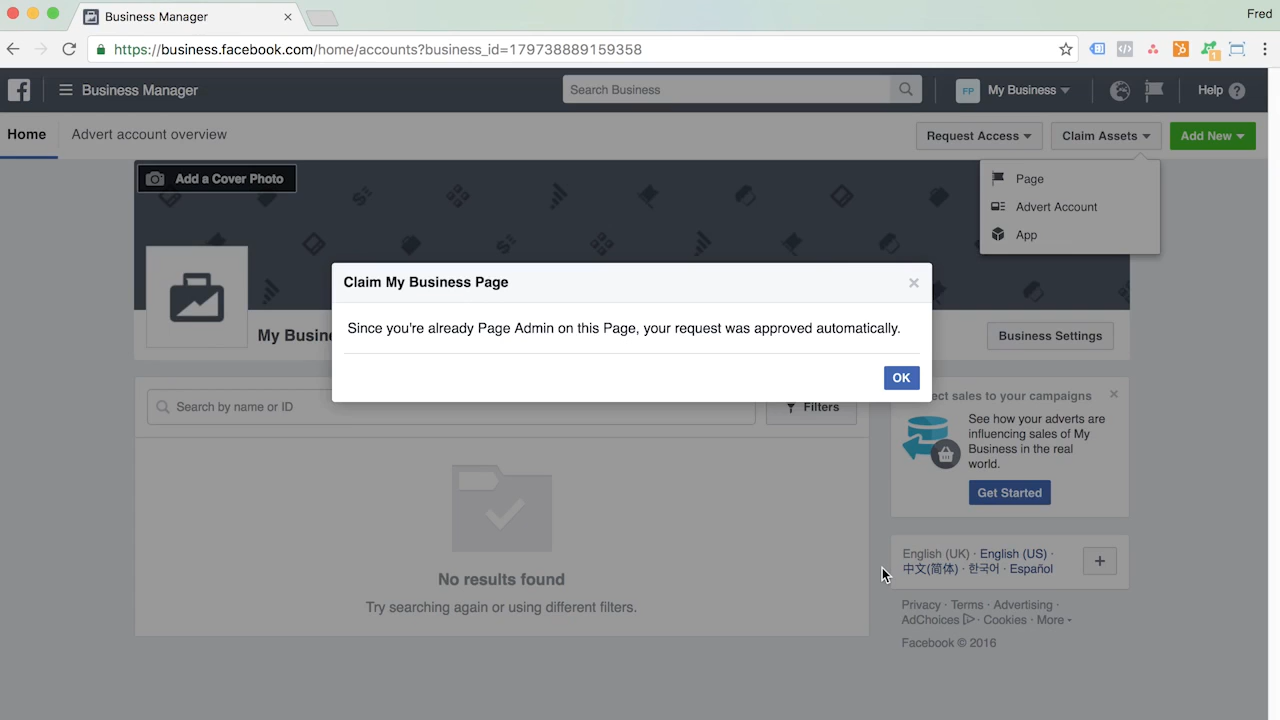 Business Manager
Fred
https://business.facebook.com/home/accounts?business_id=179738889159358
1
Business Manager
Search Business
FP
My Business
Help ?
Home
Advert account overview
Request Access
Claim Assets
Add New
Add a Cover Photo
Page
Advert Account
App
Claim My Business Page
Since you're already Page Admin on this Page, your request was approved automatically.
OK
My Busin
Business Settings
Search by name or ID
Filters
ect sales to your campaigns
See how your adverts are
influencing sales of My
Business in the real
world.
Get Started
No results found
Try searching again or using different filters.
English (UK) · English (US) ·
中文(简体) · 한국어 · Español
+
Privacy · Terms · Advertising ·
AdChoices · Cookies · More
Facebook © 2016